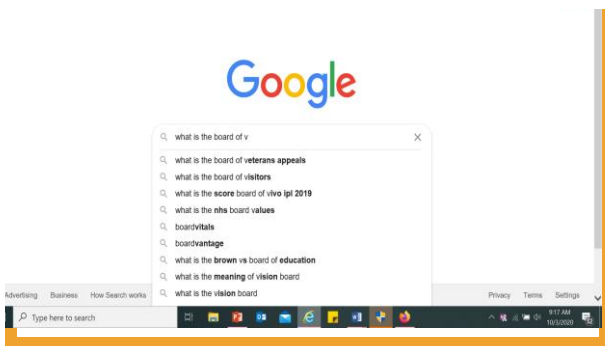 Google
what is the board of v
what is the board of veterans appeals
what is the board of visitors
what is the score board of vivo ipl 2019
what is the nhs board values
boardvitals
boardvantage
what is the brown vs board of education
what is the meaning of vision board
what is the vision board
Advertising Business How Search works Privacy Terms Settings
Type here to search
9:17 AM
10/3/2020